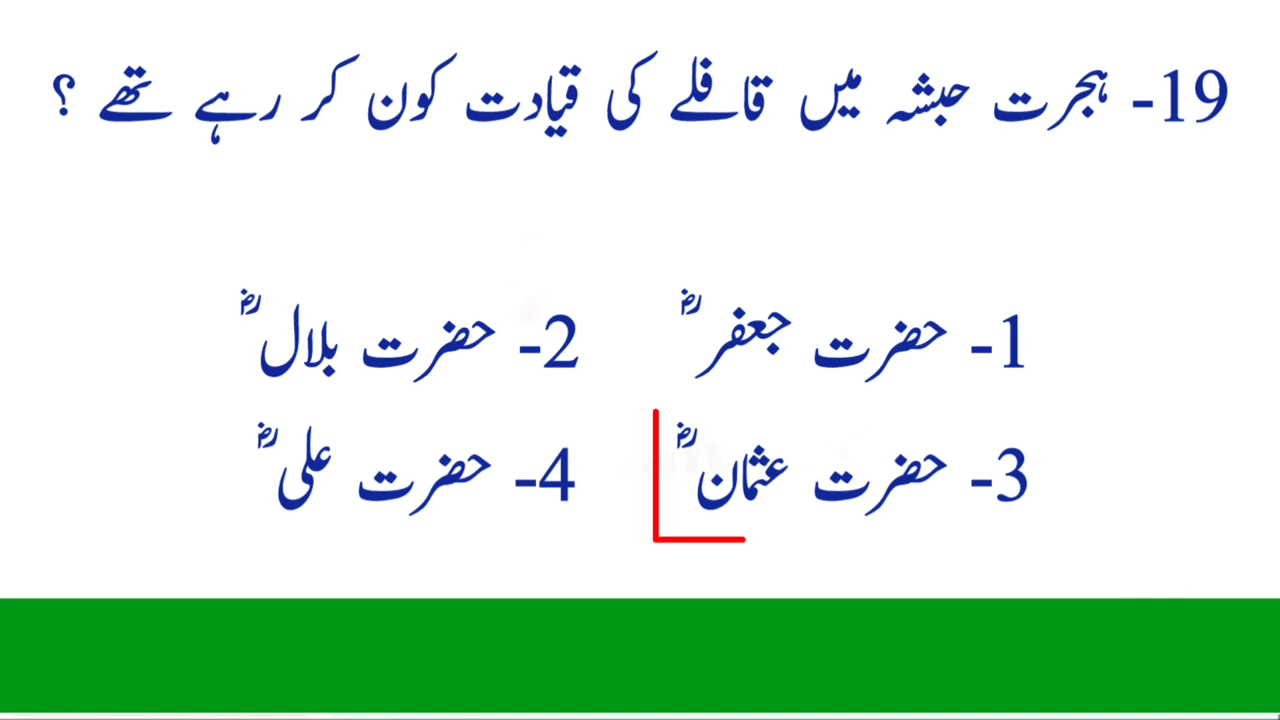 19- ہجرت حبشہ میں قافلے کی قیادت کون کر رہے تھے ؟
1- حضرت جعفرؓ 2- حضرت بلالؓ
3- حضرت عثمانؓ 4- حضرت علیؓ